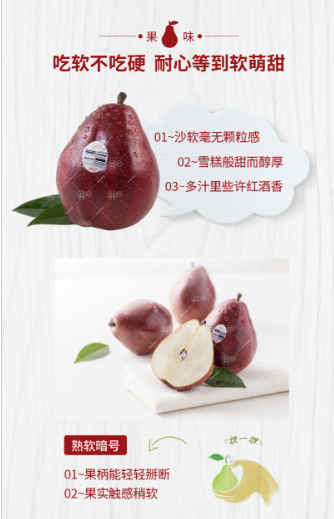 果 味
吃软不吃硬 耐心等到软萌甜
01~沙软毫无颗粒感
02~雪糕般甜而醇厚
03~多汁里些许红酒香
熟软暗号
捏一捏
01~果柄能轻轻掰断
02~果实触感稍软